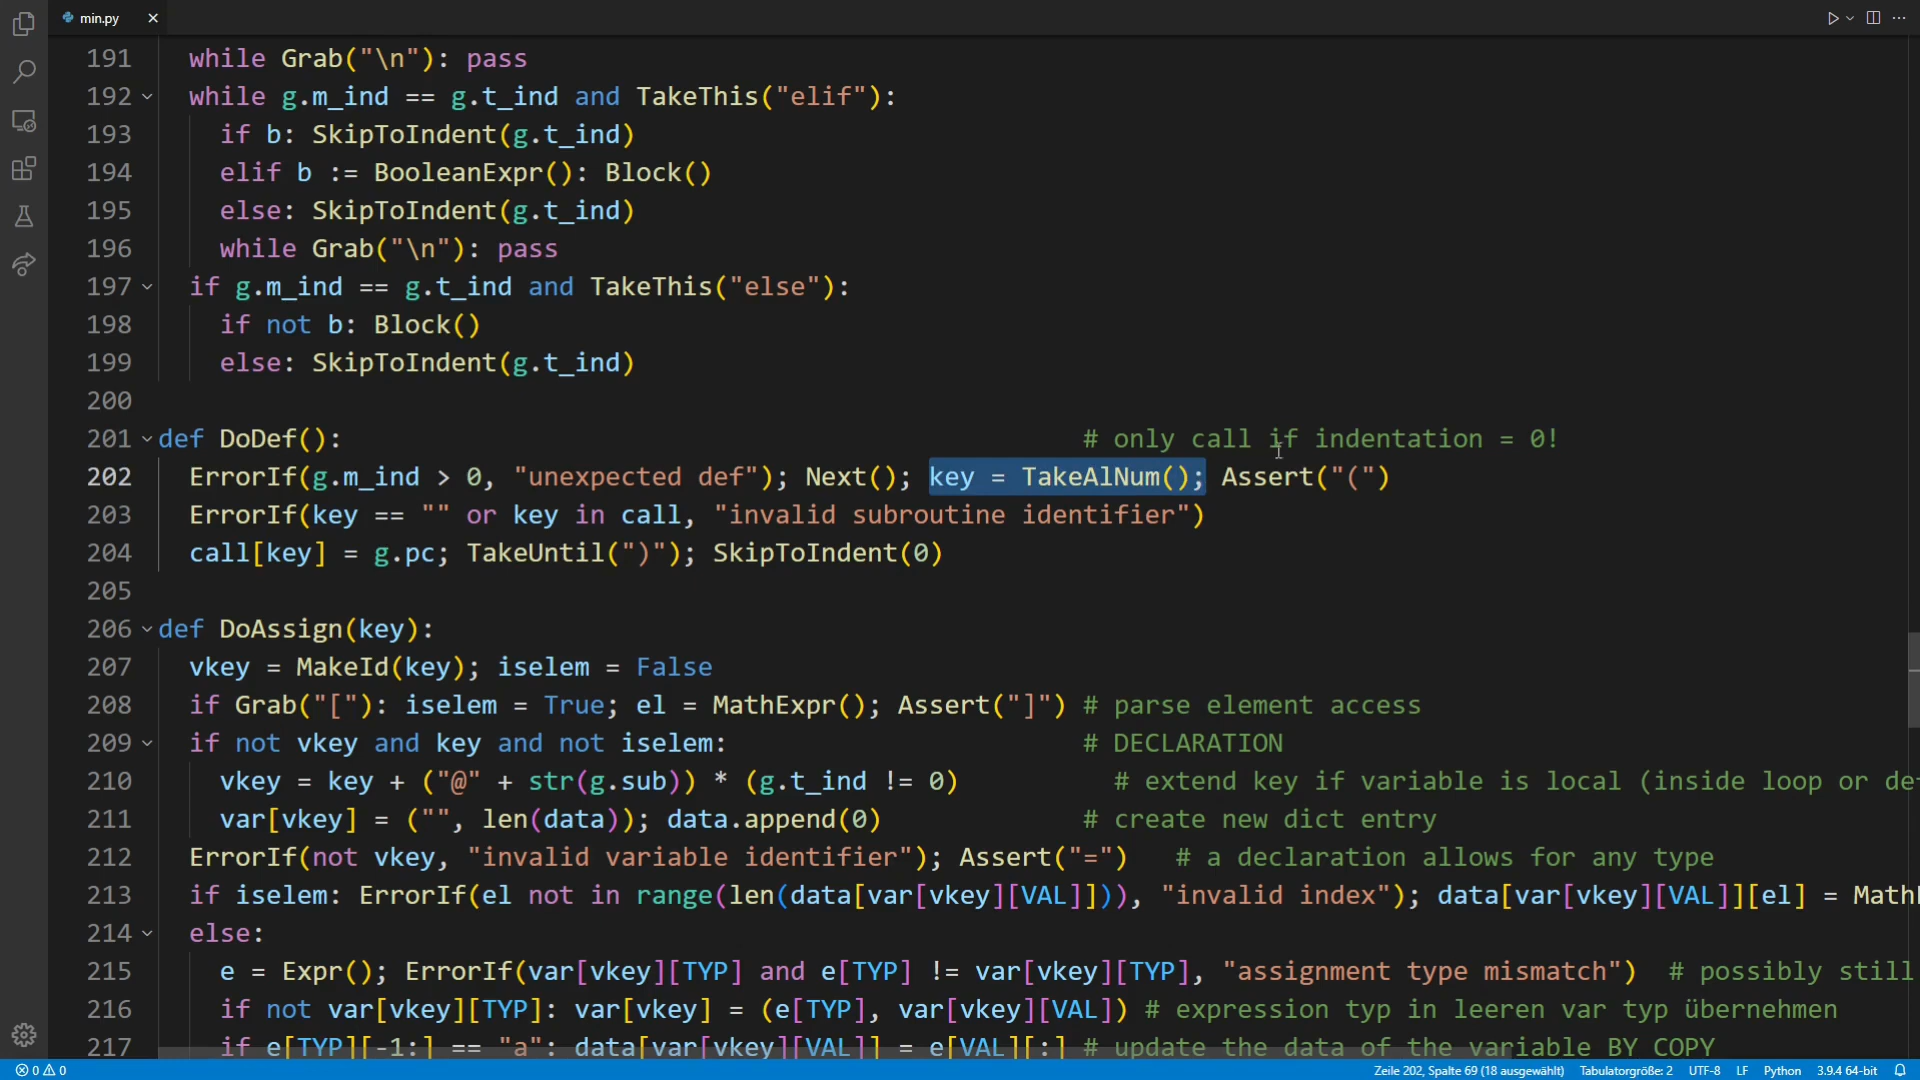 min.py
191 while Grab("\n"): pass
192 while g.m_ind == g.t_ind and TakeThis("elif"):
193 if b: SkipToIndent(g.t_ind)
194 elif b := BooleanExpr(): Block()
195 else: SkipToIndent(g.t_ind)
196 while Grab("\n"): pass
197 if g.m_ind == g.t_ind and TakeThis("else"):
198 if not b: Block()
199 else: SkipToIndent(g.t_ind)
200
201 def DoDef(): # only call if indentation = 0!
202 ErrorIf(g.m_ind > 0, "unexpected def"); Next(); key = TakeAlNum(); Assert("(")
203 ErrorIf(key == "" or key in call, "invalid subroutine identifier")
204 call[key] = g.pc; TakeUntil(")"); SkipToIndent(0)
205
206 def DoAssign(key):
207 vkey = MakeId(key); iselem = False
208 if Grab("["): iselem = True; el = MathExpr(); Assert("]") # parse element access
209 if not vkey and key and not iselem: # DECLARATION
210 vkey = key + ("@" + str(g.sub)) * (g.t_ind != 0) # extend key if variable is local (inside loop or de
211 var[vkey] = ("", len(data)); data.append(0) # create new dict entry
212 ErrorIf(not vkey, "invalid variable identifier"); Assert("=") # a declaration allows for any type
213 if iselem: ErrorIf(el not in range(len(data[var[vkey][VAL]])), "invalid index"); data[var[vkey][VAL]][el] = Math
214 else:
215 e = Expr(); ErrorIf(var[vkey][TYP] and e[TYP] != var[vkey][TYP], "assignment type mismatch") # possibly still
216 if not var[vkey][TYP]: var[vkey] = (e[TYP], var[vkey][VAL]) # expression typ in leeren var typ übernehmen
217 if e[TYP][-1:] == "a": data[var[vkey][VAL]] = e[VAL][:] # update the data of the variable BY COPY
0 0 Zeile 202, Spalte 69 (18 ausgewählt) Tabulatorgröße: 2 UTF-8 LF Python 3.9.4 64-bit